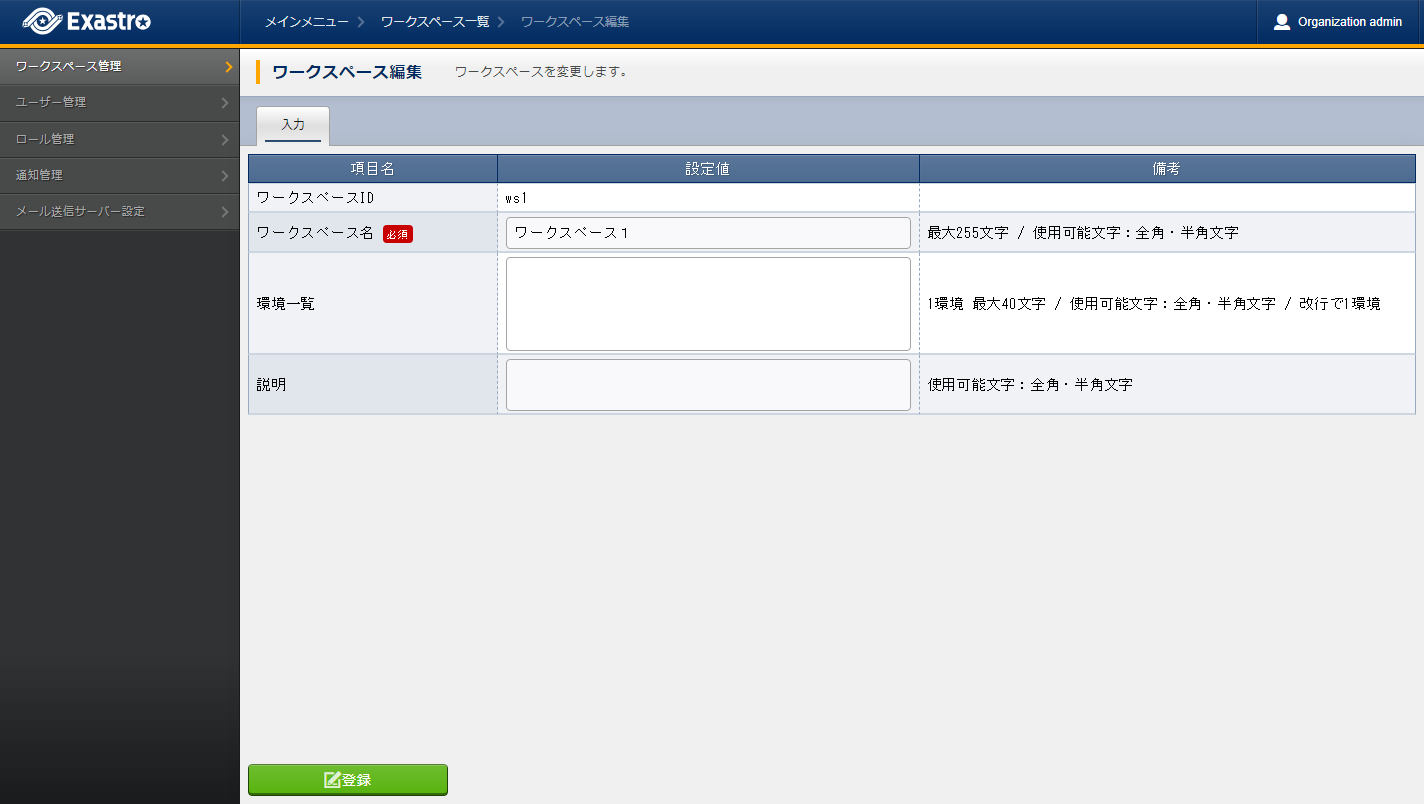 Exastro
メインメニュー ワークスペース一覧 ワークスペース編集
Organization admin
ワークスペース管理
ユーザー管理
ロール管理
通知管理
メール送信サーバー設定
ワークスペース編集 ワークスペースを変更します。
入力
項目名 設定値 備考
ワークスペースID ws1
ワークスペース名 必須 ワークスペース１ 最大255文字 / 使用可能文字：全角・半角文字
環境一覧 1環境 最大40文字 / 使用可能文字：全角・半角文字 / 改行で1環境
説明 使用可能文字：全角・半角文字
登録